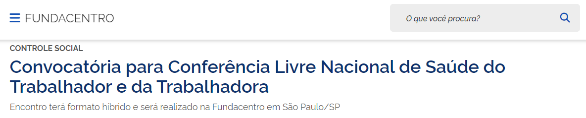 FUNDACENTRO
O que você procura?
CONTROLE SOCIAL
Convocatória para Conferência Livre Nacional de Saúde do
Trabalhador e da Trabalhadora
Encontro terá formato híbrido e será realizado na Fundacentro em São Paulo/SP